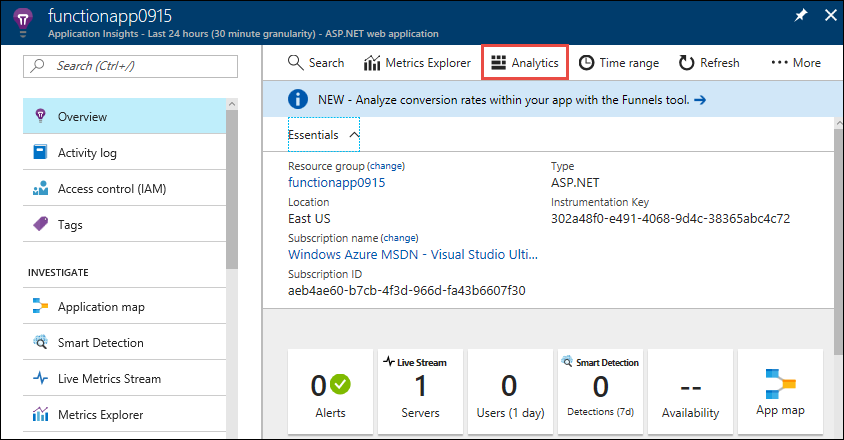 functionapp0915
Application Insights - Last 24 hours (30 minute granularity) - ASP.NET web application
Search (Ctrl+/)
Overview
Activity log
Access control (IAM)
Tags
INVESTIGATE
Application map
Smart Detection
Live Metrics Stream
Metrics Explorer
Search Metrics Explorer Analytics Time range Refresh More
NEW - Analyze conversion rates within your app with the Funnels tool.
Essentials
Resource group (change) Type
functionapp0915 ASP.NET
Location Instrumentation Key
East US 302a48f0-e491-4068-9d4c-38365abc4c72
Subscription name (change)
Windows Azure MSDN - Visual Studio Ulti...
Subscription ID
aeb4ae60-b7cb-4f3d-966d-fa43b6607f30
Live Stream Smart Detection
0 1 0 0 --
Alerts Servers Users (1 day) Detections (7d) Availability App map